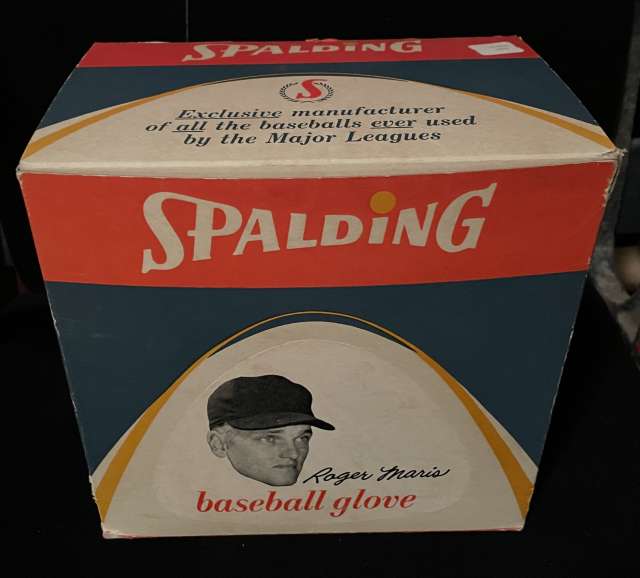 SPALDING
S
Exclusive manufacturer
of all the baseballs ever used
by the Major Leagues
SPALDING
Roger Maris
baseball glove